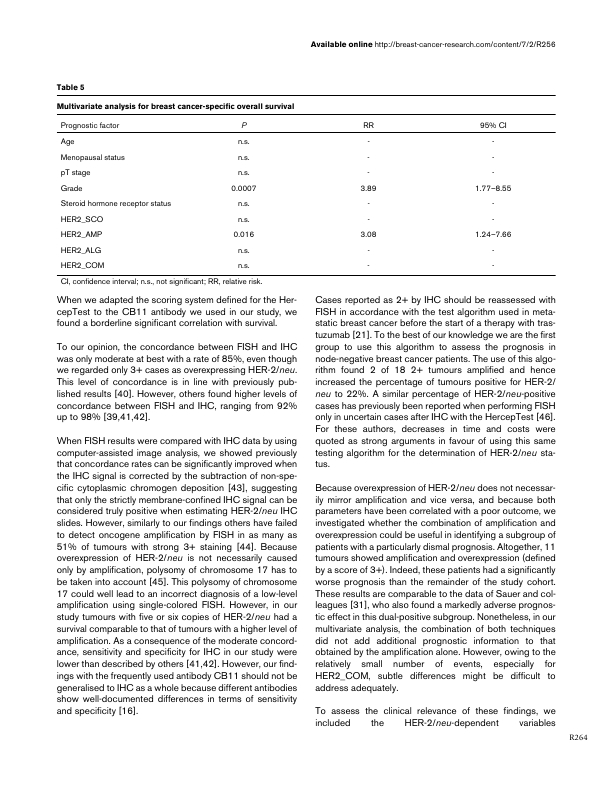 Available online http://breast-cancer-research.com/content/7/2/R256
Table 5
Multivariate analysis for breast cancer-specific overall survival
Prognostic factor P RR 95% CI
Age n.s. - -
Menopausal status n.s. - -
pT stage n.s. - -
Grade 0.0007 3.89 1.77–8.55
Steroid hormone receptor status n.s. - -
HER2_SCO n.s. - -
HER2_AMP 0.016 3.08 1.24–7.66
HER2_ALG n.s. - -
HER2_COM n.s. - -
CI, confidence interval; n.s., not significant; RR, relative risk.
When we adapted the scoring system defined for the Her-
cepTest to the CB11 antibody we used in our study, we
found a borderline significant correlation with survival.
To our opinion, the concordance between FISH and IHC
was only moderate at best with a rate of 85%, even though
we regarded only 3+ cases as overexpressing HER-2/neu.
This level of concordance is in line with previously pub-
lished results [40]. However, others found higher levels of
concordance between FISH and IHC, ranging from 92%
up to 98% [39,41,42].
When FISH results were compared with IHC data by using
computer-assisted image analysis, we showed previously
that concordance rates can be significantly improved when
the IHC signal is corrected by the subtraction of non-spe-
cific cytoplasmic chromogen deposition [43], suggesting
that only the strictly membrane-confined IHC signal can be
considered truly positive when estimating HER-2/neu IHC
slides. However, similarly to our findings others have failed
to detect oncogene amplification by FISH in as many as
51% of tumours with strong 3+ staining [44]. Because
overexpression of HER-2/neu is not necessarily caused
only by amplification, polysomy of chromosome 17 has to
be taken into account [45]. This polysomy of chromosome
17 could well lead to an incorrect diagnosis of a low-level
amplification using single-colored FISH. However, in our
study tumours with five or six copies of HER-2/neu had a
survival comparable to that of tumours with a higher level of
amplification. As a consequence of the moderate concord-
ance, sensitivity and specificity for IHC in our study were
lower than described by others [41,42]. However, our find-
ings with the frequently used antibody CB11 should not be
generalised to IHC as a whole because different antibodies
show well-documented differences in terms of sensitivity
and specificity [16].
Cases reported as 2+ by IHC should be reassessed with
FISH in accordance with the test algorithm used in meta-
static breast cancer before the start of a therapy with tras-
tuzumab [21]. To the best of our knowledge we are the first
group to use this algorithm to assess the prognosis in
node-negative breast cancer patients. The use of this algo-
rithm found 2 of 18 2+ tumours amplified and hence
increased the percentage of tumours positive for HER-2/
neu to 22%. A similar percentage of HER-2/neu-positive
cases has previously been reported when performing FISH
only in uncertain cases after IHC with the HercepTest [46].
For these authors, decreases in time and costs were
quoted as strong arguments in favour of using this same
testing algorithm for the determination of HER-2/neu sta-
tus.
Because overexpression of HER-2/neu does not necessar-
ily mirror amplification and vice versa, and because both
parameters have been correlated with a poor outcome, we
investigated whether the combination of amplification and
overexpression could be useful in identifying a subgroup of
patients with a particularly dismal prognosis. Altogether, 11
tumours showed amplification and overexpression (defined
by a score of 3+). Indeed, these patients had a significantly
worse prognosis than the remainder of the study cohort.
These results are comparable to the data of Sauer and col-
leagues [31], who also found a markedly adverse prognos-
tic effect in this dual-positive subgroup. Nonetheless, in our
multivariate analysis, the combination of both techniques
did not add additional prognostic information to that
obtained by the amplification alone. However, owing to the
relatively small number of events, especially for
HER2_COM, subtle differences might be difficult to
address adequately.
To assess the clinical relevance of these findings, we
included the HER-2/neu-dependent variables
R264